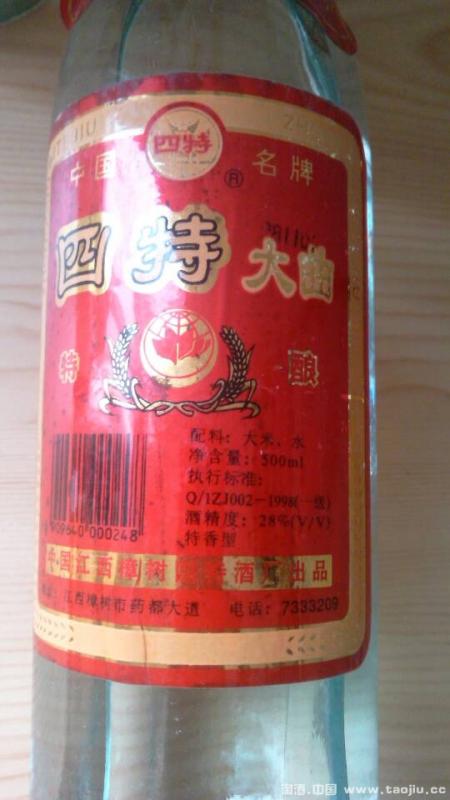 四特
中国 名牌
®
四特大曲
特 酿
配料：大米、水
净含量：500ml
执行标准：
Q/1ZJ002-1998(一级)
酒精度：28%(V/V)
特香型
909640 000248
中国江西樟树 酒 出品
江西樟树市药都大道 电话：7333209
淘酒.中国 www.taojiu.cc